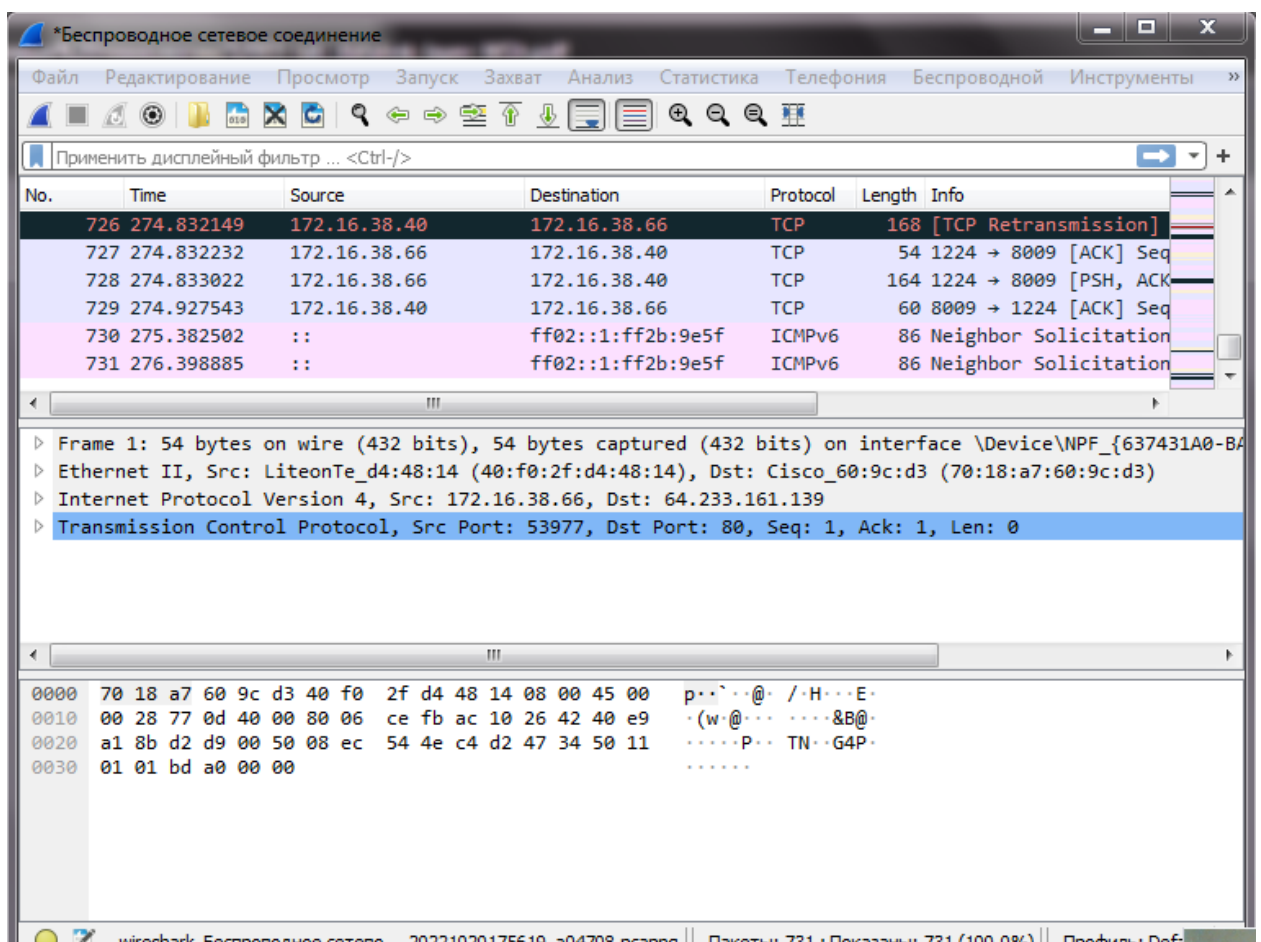 *Беспроводное сетевое соединение
Файл Редактирование Просмотр Запуск Захват Анализ Статистика Телефония Беспроводной Инструменты »
Применить дисплейный фильтр ... <Ctrl-/> +
No. Time Source Destination Protocol Length Info
726 274.832149 172.16.38.40 172.16.38.66 TCP 168 [TCP Retransmission]
727 274.832232 172.16.38.66 172.16.38.40 TCP 54 1224 → 8009 [ACK] Seq
728 274.833022 172.16.38.66 172.16.38.40 TCP 164 1224 → 8009 [PSH, ACK
729 274.927543 172.16.38.40 172.16.38.66 TCP 60 8009 → 1224 [ACK] Seq
730 275.382502 :: ff02::1:ff2b:9e5f ICMPv6 86 Neighbor Solicitation
731 276.398885 :: ff02::1:ff2b:9e5f ICMPv6 86 Neighbor Solicitation
Frame 1: 54 bytes on wire (432 bits), 54 bytes captured (432 bits) on interface \Device\NPF_{637431A0-BA
Ethernet II, Src: LiteonTe_d4:48:14 (40:f0:2f:d4:48:14), Dst: Cisco_60:9c:d3 (70:18:a7:60:9c:d3)
Internet Protocol Version 4, Src: 172.16.38.66, Dst: 64.233.161.139
Transmission Control Protocol, Src Port: 53977, Dst Port: 80, Seq: 1, Ack: 1, Len: 0
0000 70 18 a7 60 9c d3 40 f0 2f d4 48 14 08 00 45 00 p··`··@· /·H···E·
0010 00 28 77 0d 40 00 80 06 ce fb ac 10 26 42 40 e9 ·(w·@··· ····&B@·
0020 a1 8b d2 d9 00 50 08 ec 54 4e c4 d2 47 34 50 11 ·····P·· TN··G4P·
0030 01 01 bd a0 00 00 ······
Пакеты: 731 · Показаны: 731 (100.0%) Профиль: